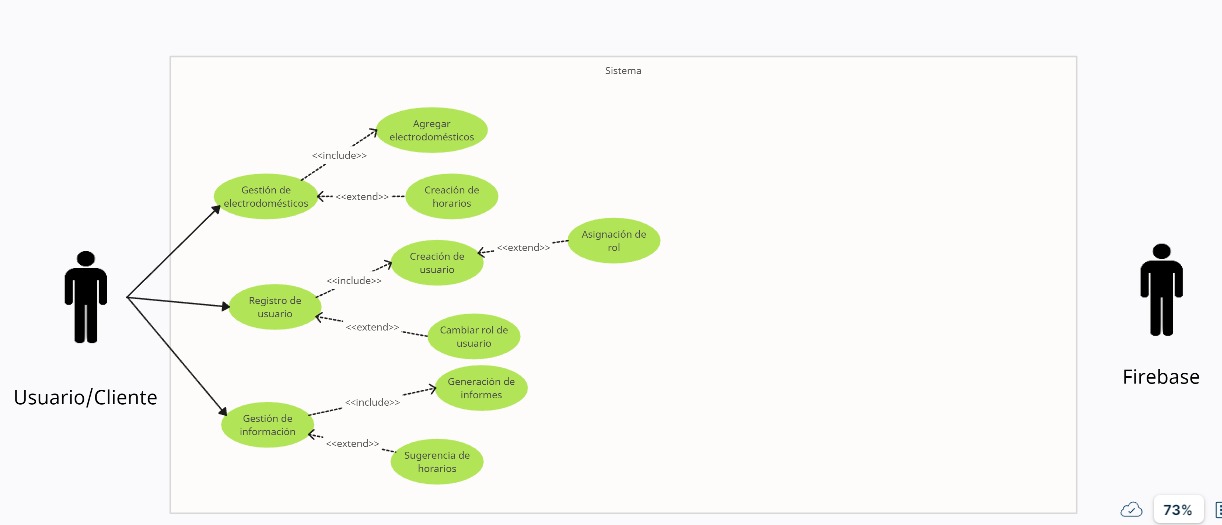 Sistema
Agregar
electrodomésticos
<<include>>
Gestión de
electrodomésticos
<<extend>>
Creación de
horarios
Asignación de
rol
<<extend>>
Creación de
usuario
<<include>>
Registro de
usuario
<<extend>>
Cambiar rol de
usuario
Generación de
informes
<<include>>
Gestión de
información
<<extend>>
Sugerencia de
horarios
Usuario/Cliente
Firebase
73%